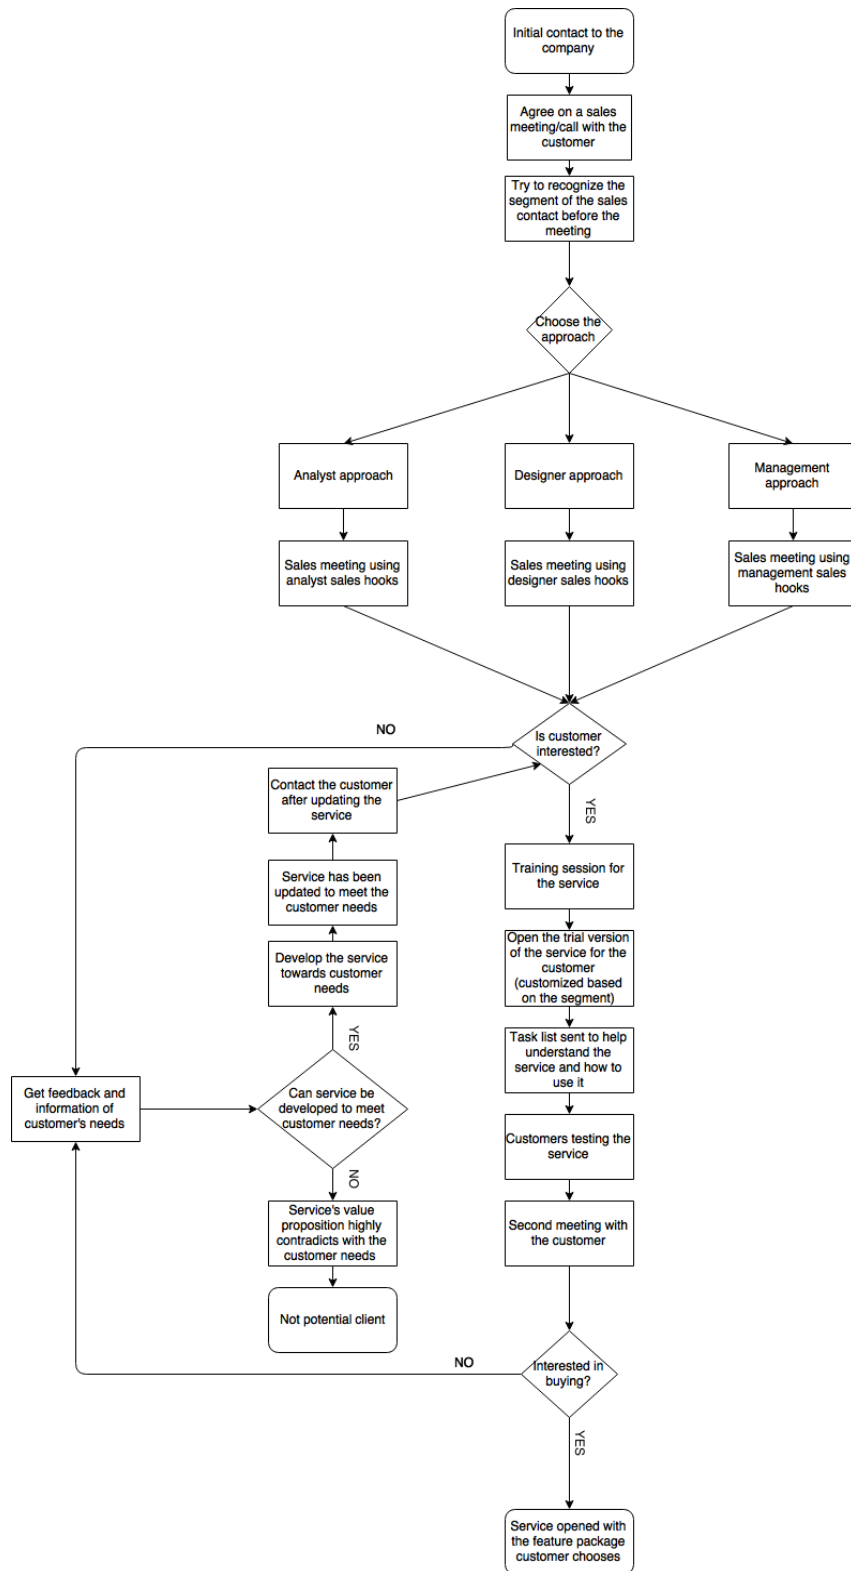 Initial contact to the
company
Agree on a sales
meeting/call with the
customer
Try to recognize the
segment of the sales
contact before the
meeting
Choose the
approach
Analyst approach
Designer approach
Management
approach
Sales meeting using
analyst sales hooks
Sales meeting using
designer sales hooks
Sales meeting using
management sales
hooks
Is customer
interested?
NO
YES
Contact the customer
after updating the
service
Service has been
updated to meet the
customer needs
Develop the service
towards customer
needs
YES
Get feedback and
information of
customer's needs
Can service be
developed to meet
customer needs?
NO
Service's value
proposition highly
contradicts with the
customer needs
Not potential client
Training session for
the service
Open the trial version
of the service for the
customer
(customized based
on the segment)
Task list sent to help
understand the
service and how to
use it
Customers testing the
service
Second meeting with
the customer
Interested in
buying?
NO
YES
Service opened with
the feature package
customer chooses